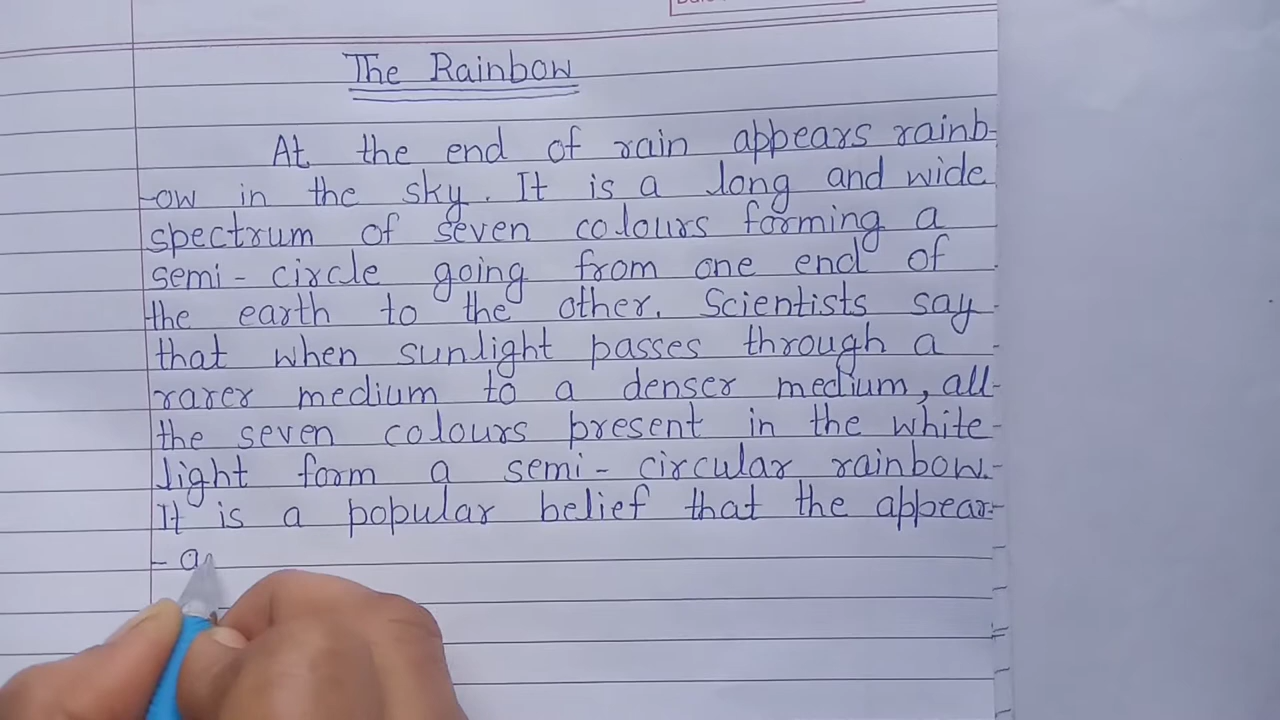 The Rainbow
At the end of rain appears rainb-
-ow in the sky. It is a long and wide
spectrum of seven colours forming a
semi-circle going from one end of
the earth to the other. Scientists say
that when sunlight passes through a
rarer medium to a denser medium, all
the seven colours present in the white
light form a semi-circular rainbow.
It is a popular belief that the appear-